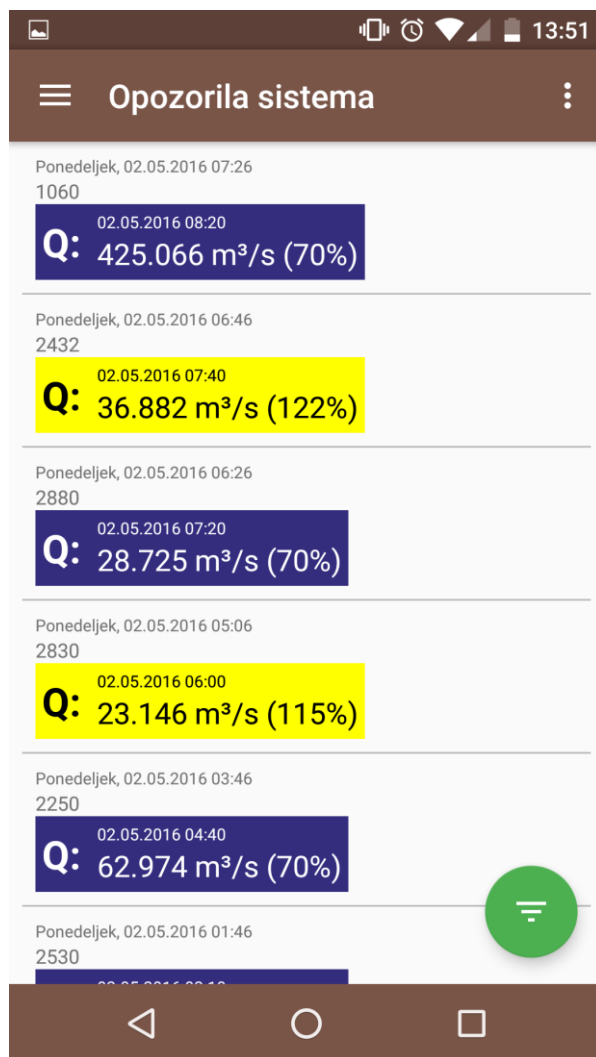 13:51
Opozorila sistema
Ponedeljek, 02.05.2016 07:26
1060
02.05.2016 08:20
Q: 425.066 m³/s (70%)
Ponedeljek, 02.05.2016 06:46
2432
02.05.2016 07:40
Q: 36.882 m³/s (122%)
Ponedeljek, 02.05.2016 06:26
2880
02.05.2016 07:20
Q: 28.725 m³/s (70%)
Ponedeljek, 02.05.2016 05:06
2830
02.05.2016 06:00
Q: 23.146 m³/s (115%)
Ponedeljek, 02.05.2016 03:46
2250
02.05.2016 04:40
Q: 62.974 m³/s (70%)
Ponedeljek, 02.05.2016 01:46
2530